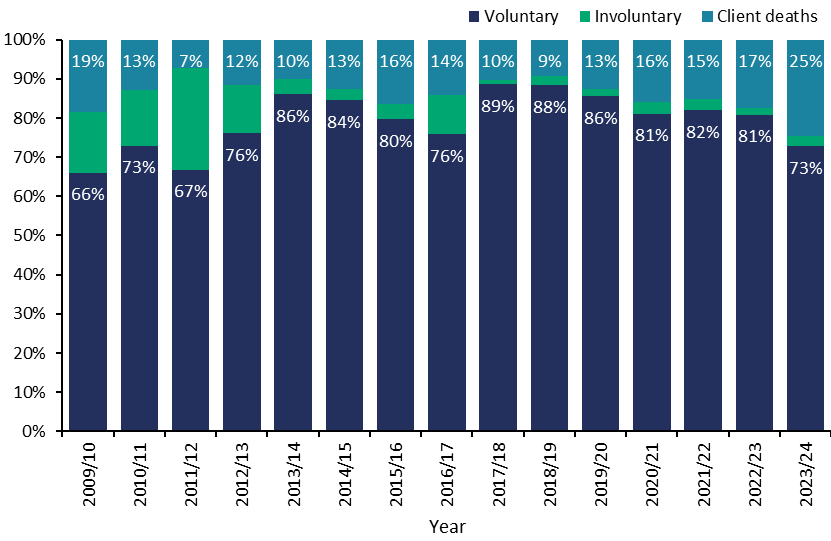 Voluntary Involuntary Client deaths
100%
90%
80%
70%
60%
50%
40%
30%
20%
10%
0%
19% 13% 7% 12% 10% 13% 16% 14% 10% 9% 13% 16% 15% 17% 25%
66% 73% 67% 76% 86% 84% 80% 76% 89% 88% 86% 81% 82% 81% 73%
2009/10 2010/11 2011/12 2012/13 2013/14 2014/15 2015/16 2016/17 2017/18 2018/19 2019/20 2020/21 2021/22 2022/23 2023/24
Year